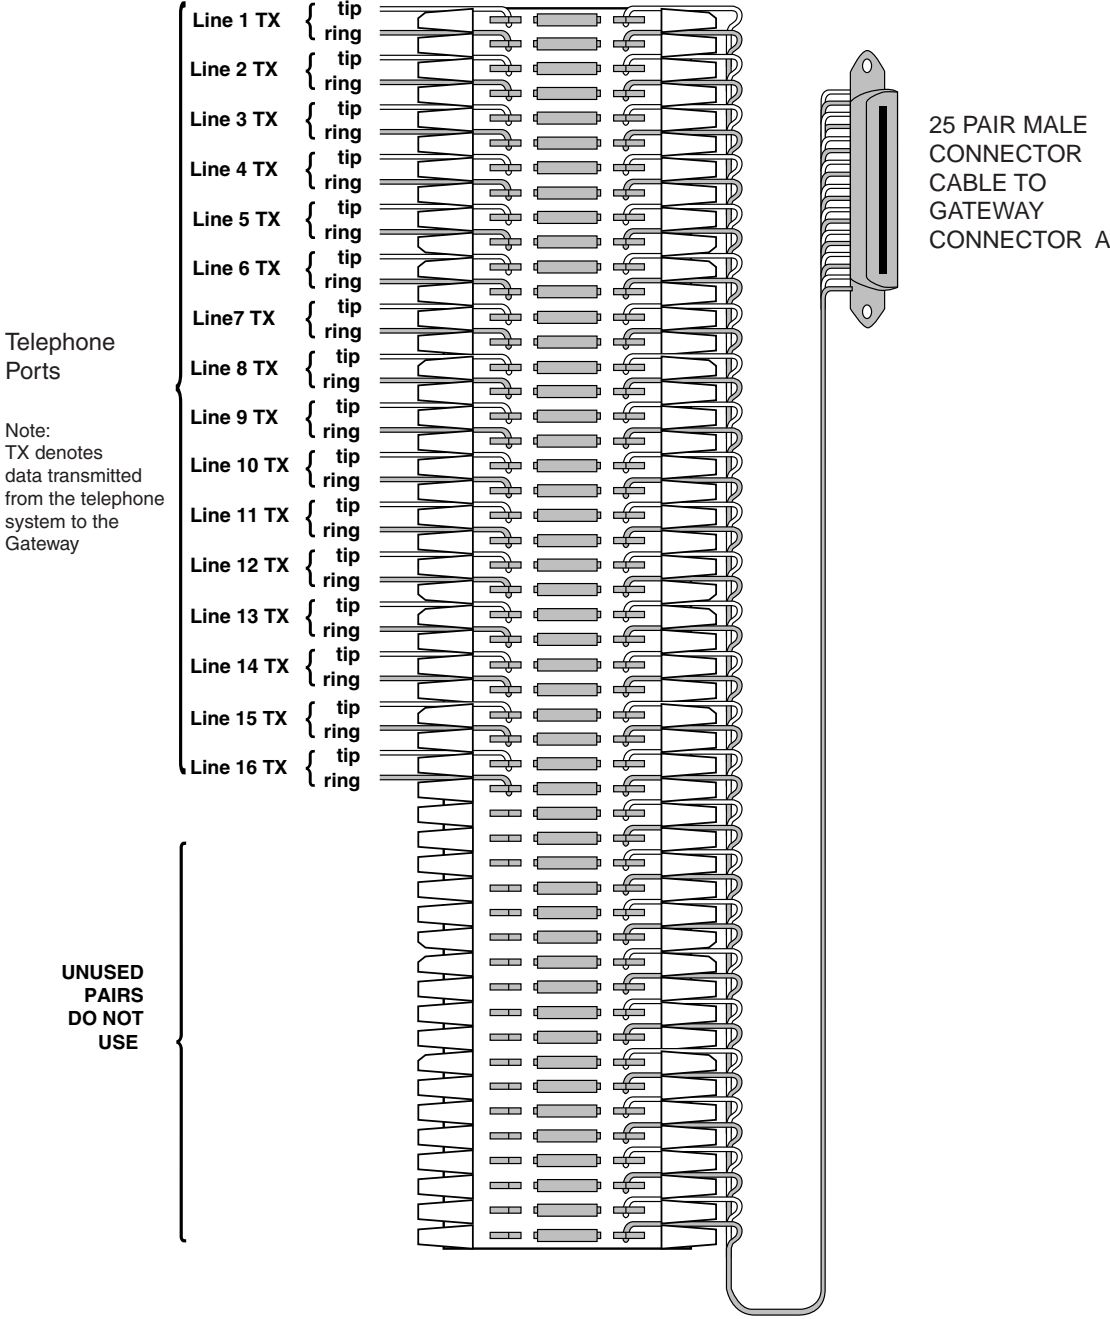 Line 1 TX { tip
ring
Line 2 TX { tip
ring
Line 3 TX { tip
ring
Line 4 TX { tip
ring
Line 5 TX { tip
ring
Line 6 TX { tip
ring
Line7 TX { tip
ring
Line 8 TX { tip
ring
Line 9 TX { tip
ring
Line 10 TX { tip
ring
Line 11 TX { tip
ring
Line 12 TX { tip
ring
Line 13 TX { tip
ring
Line 14 TX { tip
ring
Line 15 TX { tip
ring
Line 16 TX { tip
ring
Telephone
Ports
Note:
TX denotes
data transmitted
from the telephone
system to the
Gateway
UNUSED
PAIRS
DO NOT
USE
25 PAIR MALE
CONNECTOR
CABLE TO
GATEWAY
CONNECTOR A